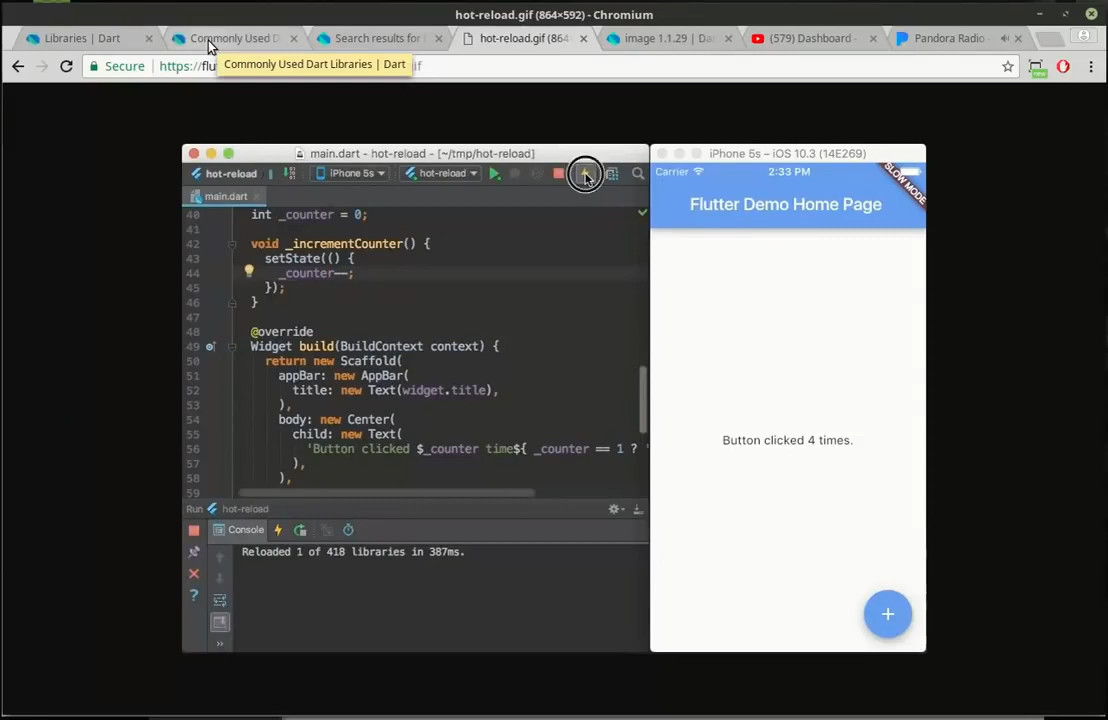 hot-reload.gif (864×592) - Chromium
Libraries | Dart
Commonly Used D
Search results for
hot-reload.gif (864
image 1.1.29 | Da
(579) Dashboard -
Pandora Radio -
Secure
https://flu
if
new
Commonly Used Dart Libraries | Dart
main.dart - hot-reload - [~/tmp/hot-reload]
hot-reload
iPhone 5s
hot-reload
main.dart
40 int _counter = 0;
41
42 void _incrementCounter() {
43 setState(() {
44 _counter--;
45 });
46 }
47
48 @override
49 Widget build(BuildContext context) {
50 return new Scaffold(
51 appBar: new AppBar(
52 title: new Text(widget.title),
53 ),
54 body: new Center(
55 child: new Text(
56 'Button clicked $_counter time${ _counter == 1 ? '
57 ),
58 ),
59
Run hot-reload
Console
Reloaded 1 of 418 libraries in 387ms.
iPhone 5s – iOS 10.3 (14E269)
Carrier
2:33 PM
SLOW MODE
Flutter Demo Home Page
Button clicked 4 times.
+